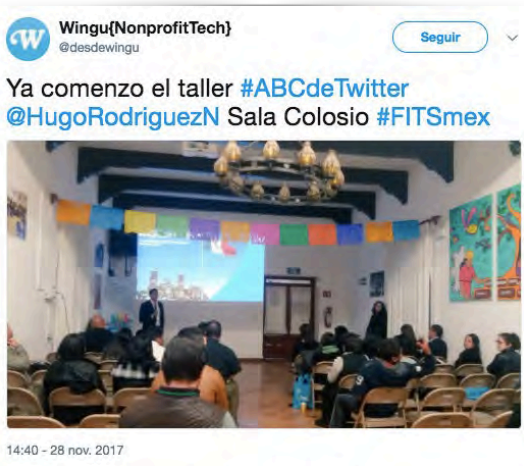 Wingu{NonprofitTech}
@desdewingu
Seguir
Ya comenzo el taller #ABCdeTwitter
@HugoRodriguezN Sala Colosio #FITSmex
14:40 - 28 nov. 2017